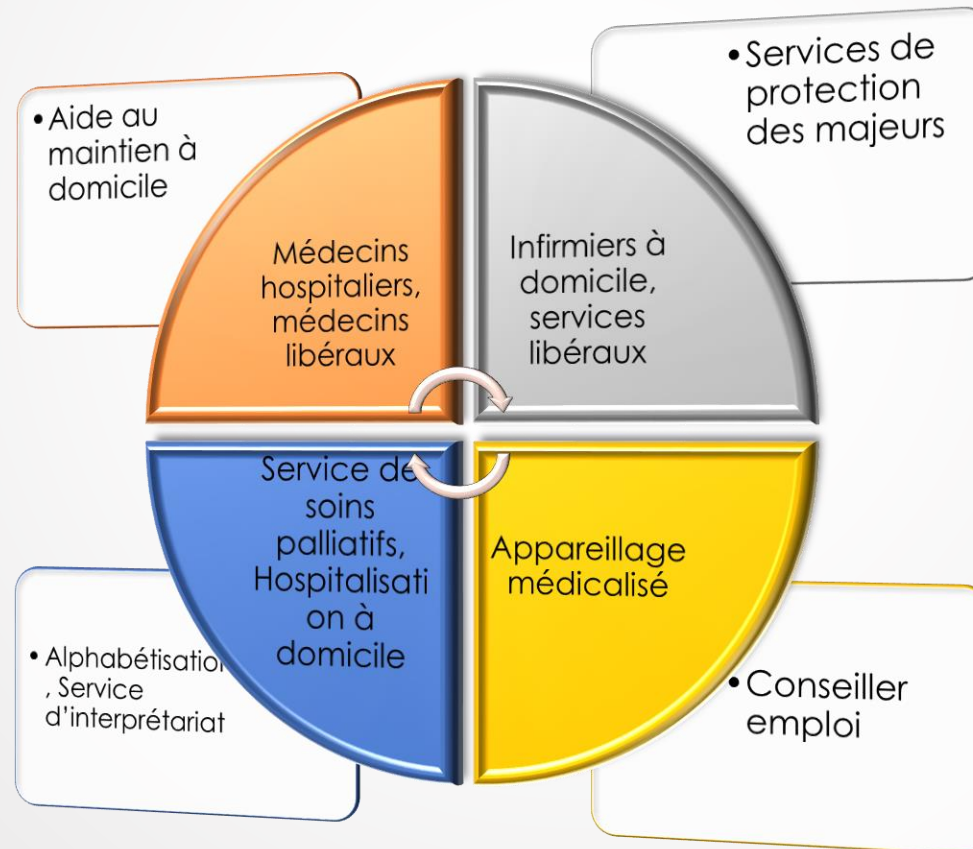 • Aide au
maintien à
domicile
• Services de
protection
des majeurs
Médecins
hospitaliers,
médecins
libéraux
Infirmiers à
domicile,
services
libéraux
Service de
soins
palliatifs,
Hospitalisati
on à
domicile
Appareillage
médicalisé
• Alphabétisation
, Service
d'interprétariat
• Conseiller
emploi